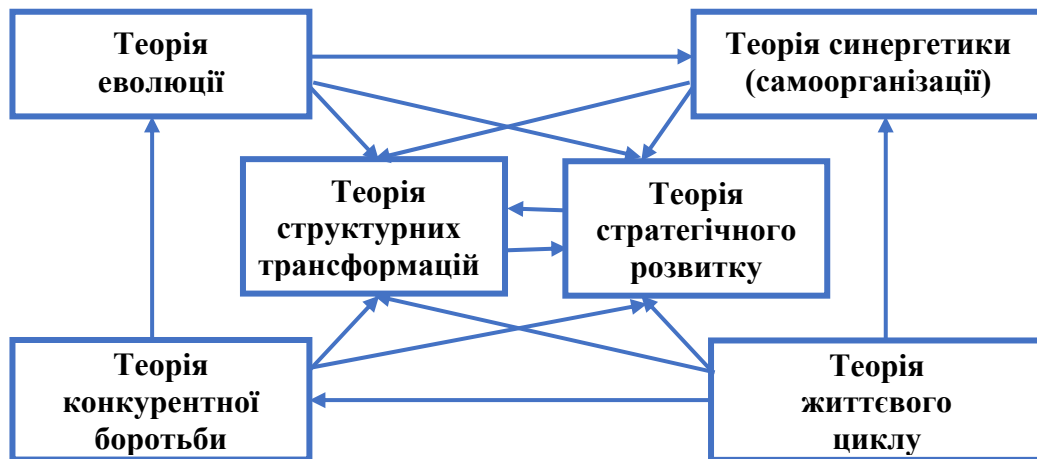 Теорія
еволюції
Теорія синергетики
(самоорганізації)
Теорія
структурних
трансформацій
Теорія
стратегічного
розвитку
Теорія
конкурентної
боротьби
Теорія
життєвого
циклу